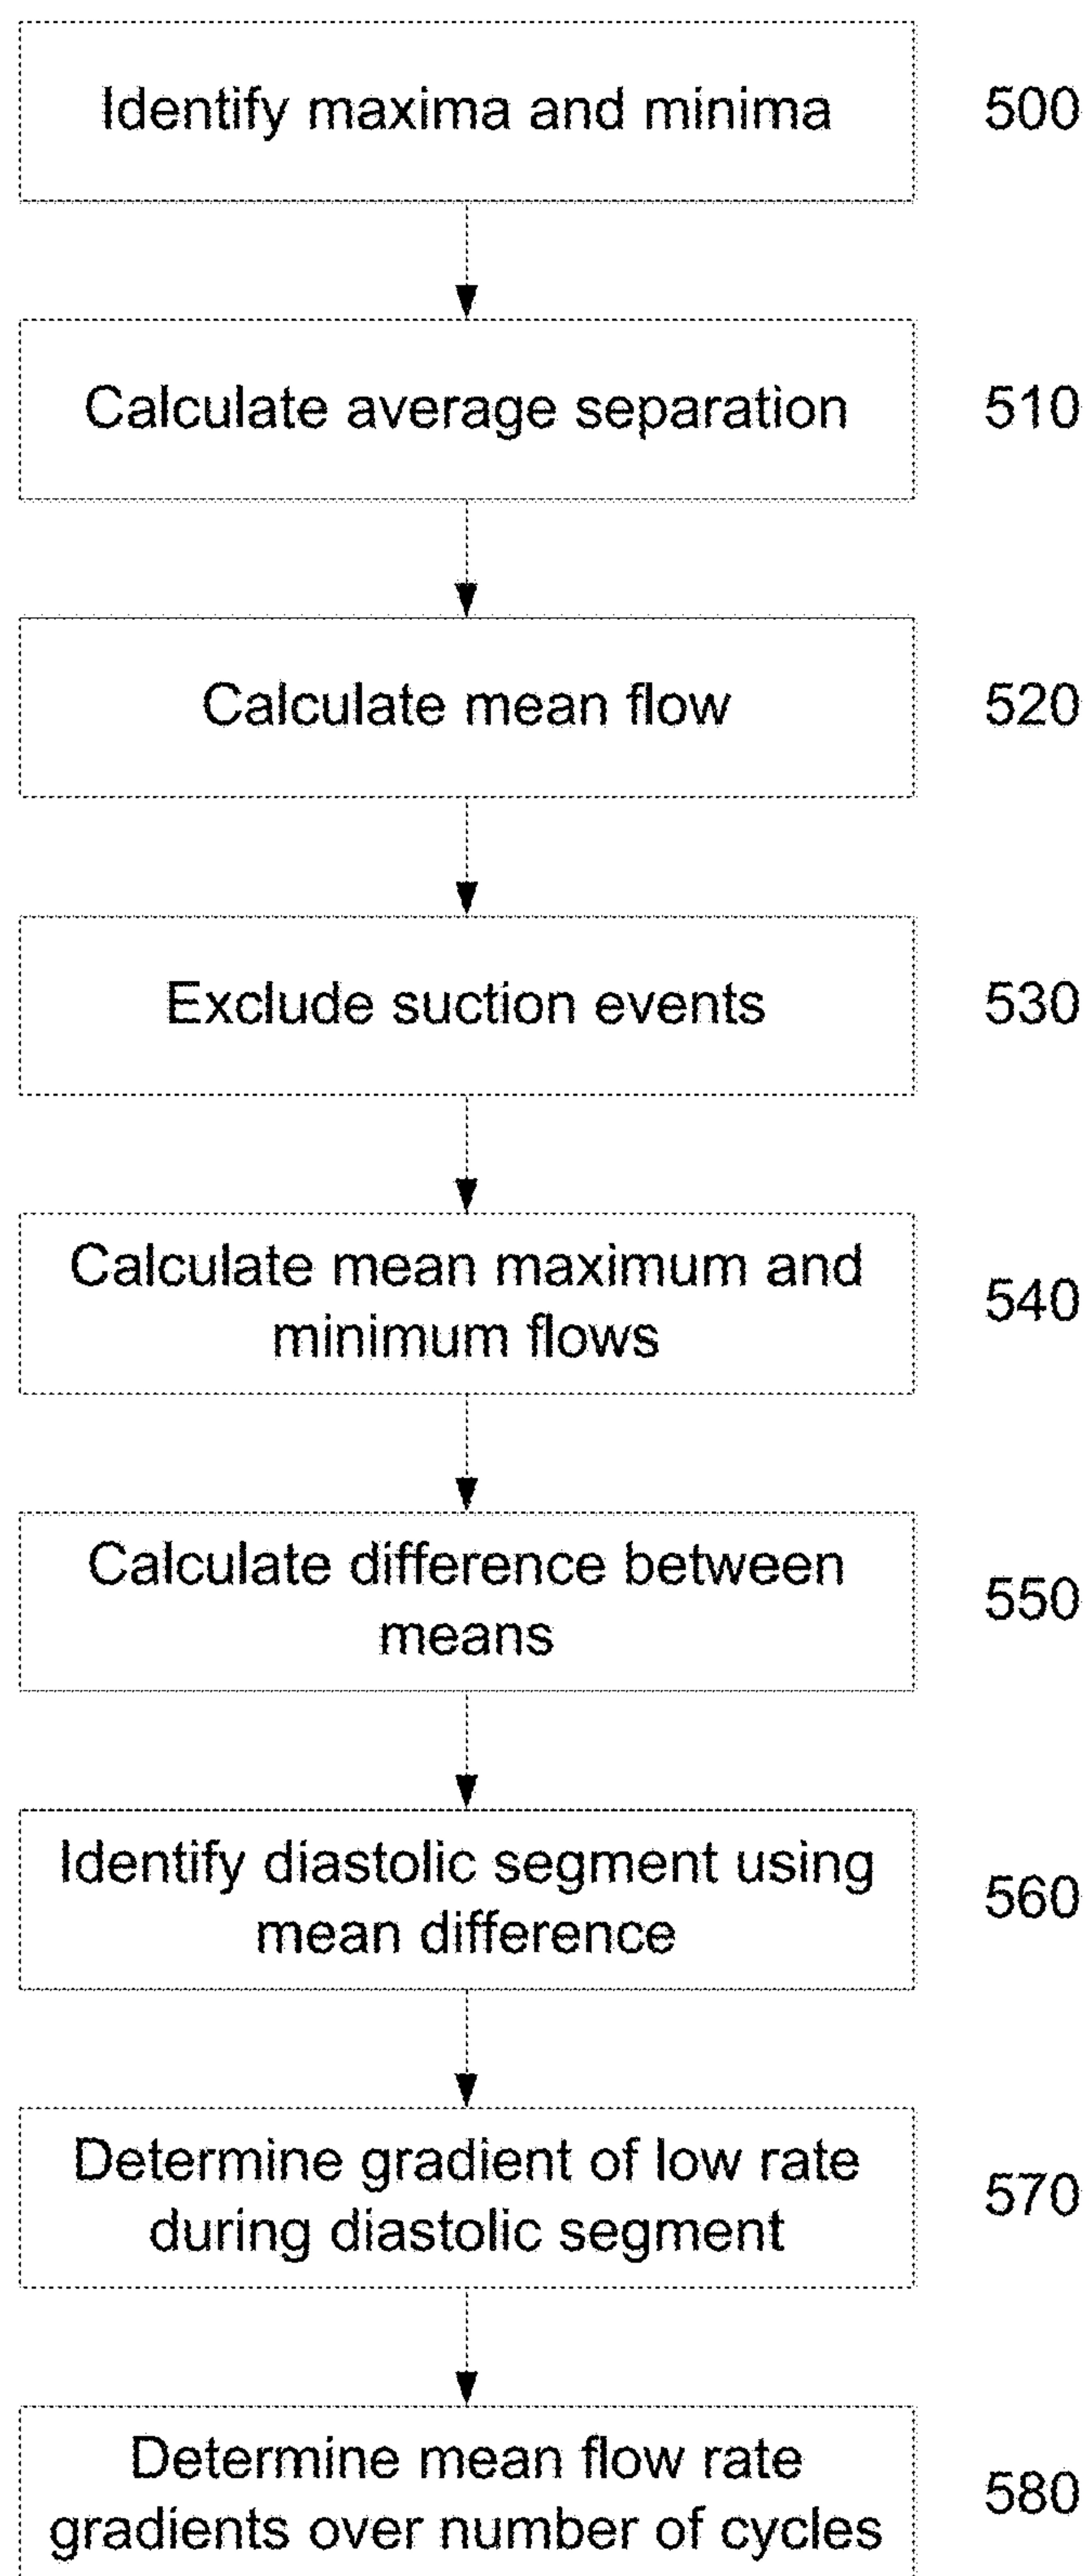 Identify maxima and minima 500
Calculate average separation 510
Calculate mean flow 520
Exclude suction events 530
Calculate mean maximum and
minimum flows
540
Calculate difference between
means
550
Identify diastolic segment using
mean difference
560
Determine gradient of low rate
during diastolic segment
570
Determine mean flow rate
gradients over number of cycles
580